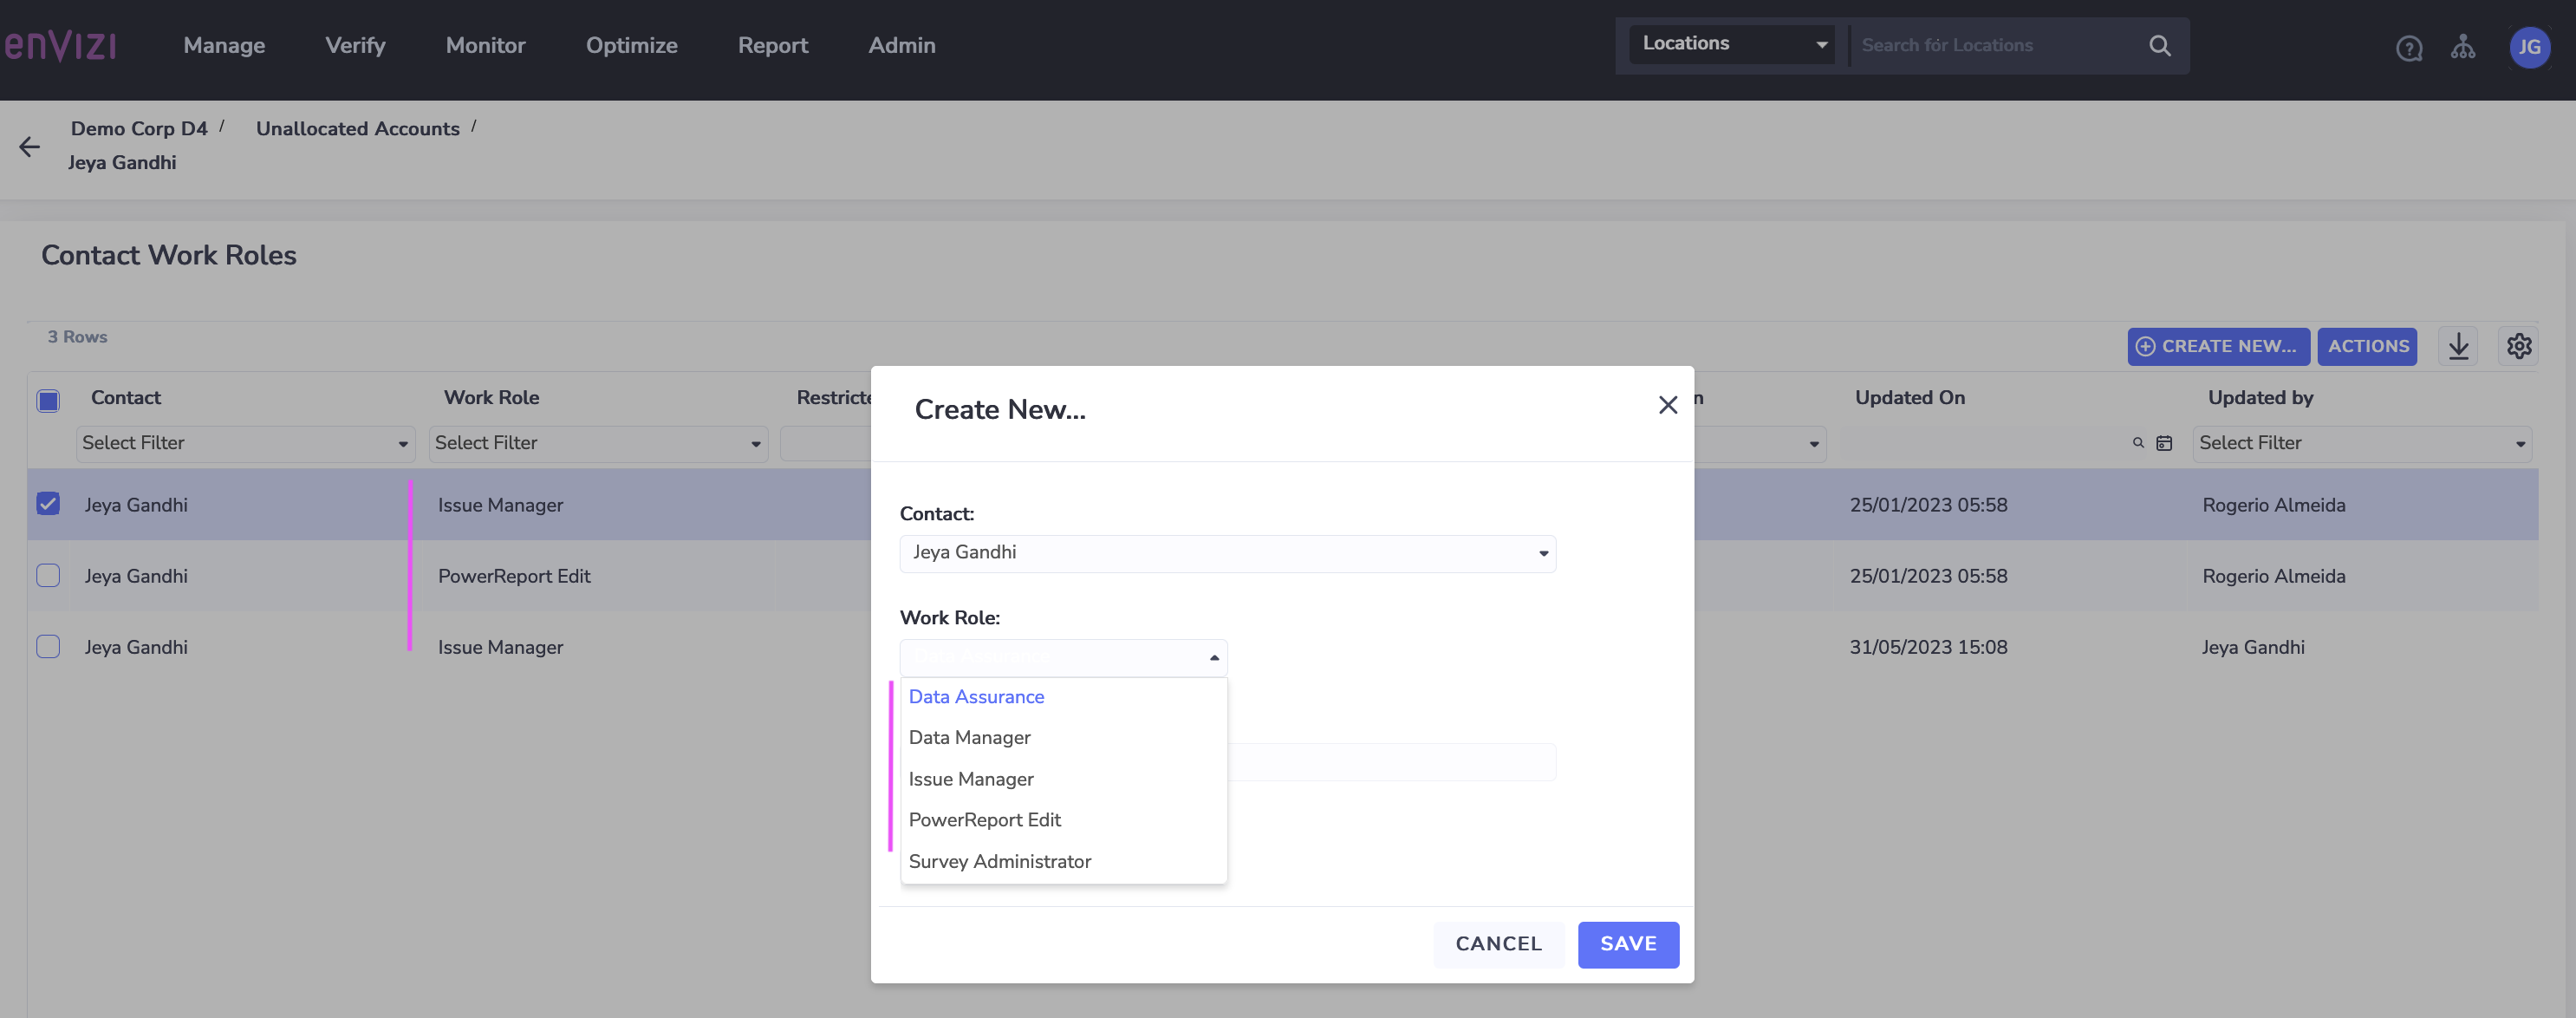 enVIZI
Manage Verify Monitor Optimize Report Admin Locations Search for Locations ? JG
Demo Corp D4 / Unallocated Accounts /
Jeya Gandhi
Contact Work Roles
3 Rows
CREATE NEW... ACTIONS
Contact Work Role Restricte n Updated On Updated by
Select Filter Select Filter Select Filter
Jeya Gandhi Issue Manager 25/01/2023 05:58 Rogerio Almeida
Jeya Gandhi PowerReport Edit 25/01/2023 05:58 Rogerio Almeida
Jeya Gandhi Issue Manager 31/05/2023 15:08 Jeya Gandhi
Create New...
Contact:
Jeya Gandhi
Work Role:
Data Assurance
Data Manager
Issue Manager
PowerReport Edit
Survey Administrator
CANCEL SAVE